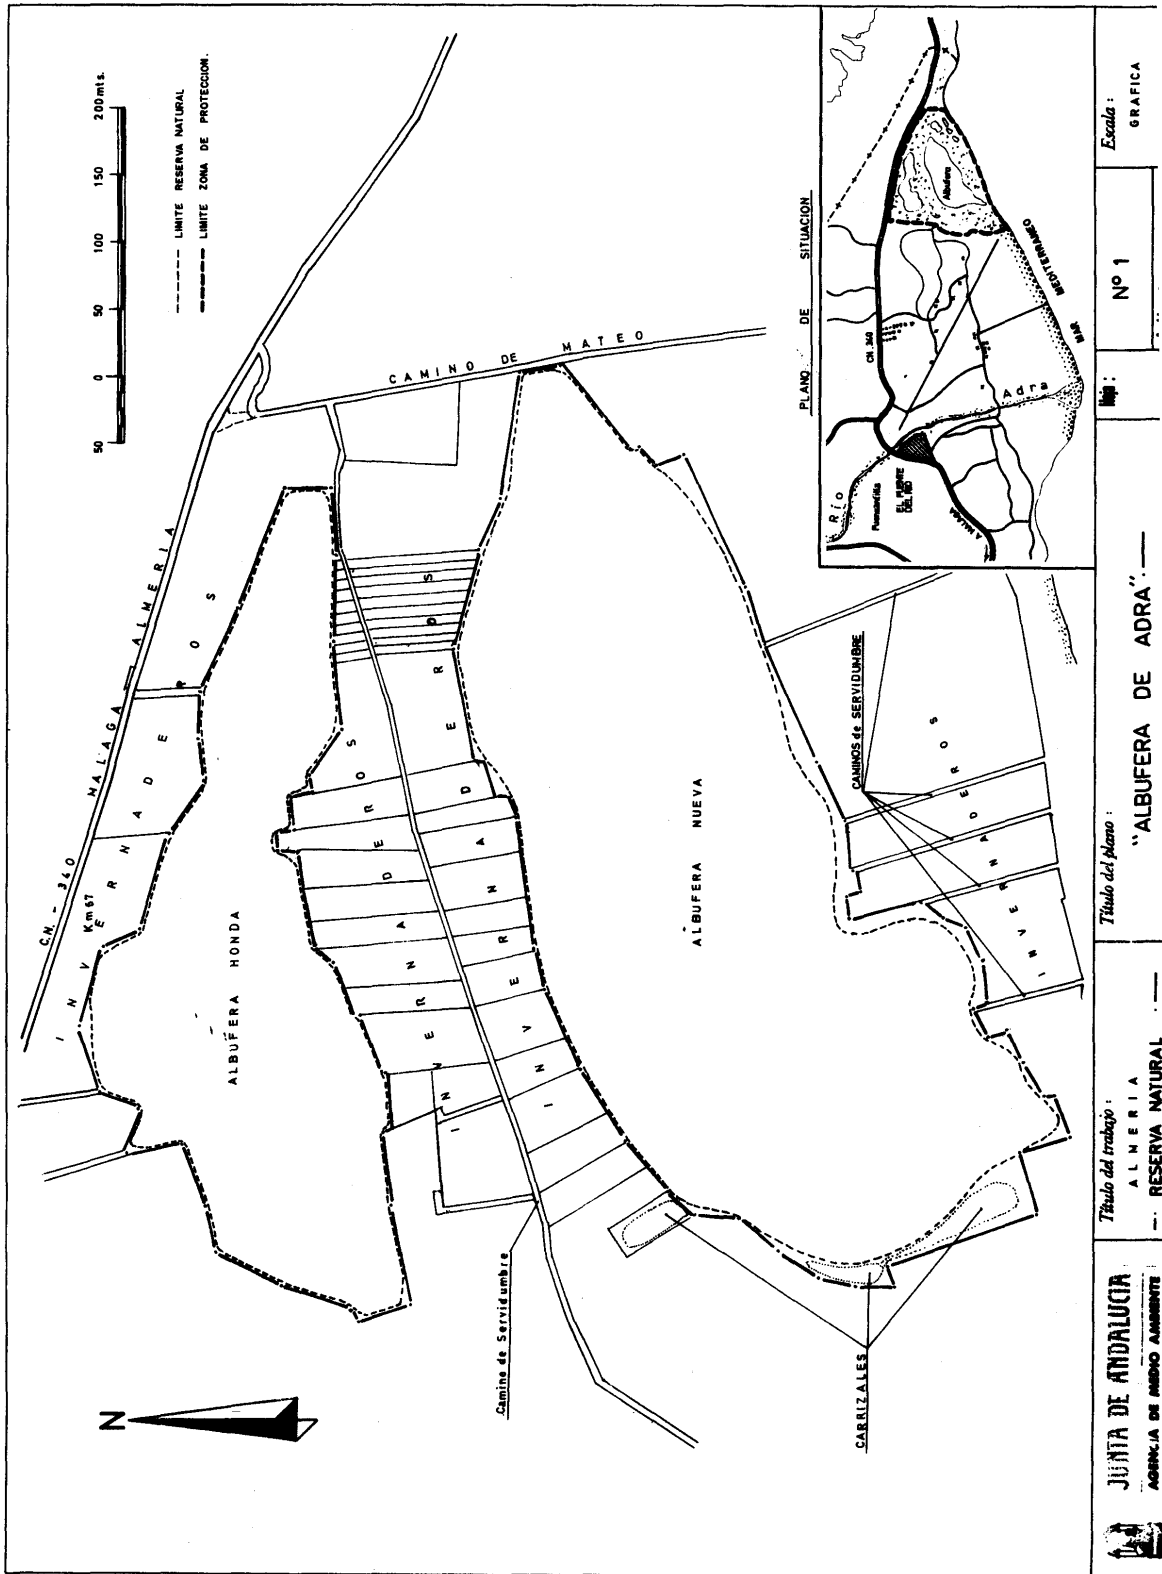 N
50 0 50 100 150 200 mts.
LIMITE RESERVA NATURAL
LIMITE ZONA DE PROTECCION.
C.N. - 340 MALAGA - ALMERIA
Km 67
INVERNADEROS
CAMINO DE MATEO
ALBUFERA HONDA
INVERNADEROS
INVERNADEROS
Camino de Servidumbre
ALBUFERA NUEVA
CAMINOS de SERVIDUMBRE
INVERNADEROS
CARRIZALES
PLANO DE SITUACION
Río
EL PUENTE DEL RIO
A MALAGA
CN. 340
Adra
Albufera
MAR MEDITERRANEO
JUNTA DE ANDALUCIA
AGENCIA DE MEDIO AMBIENTE
Título del trabajo :
ALMERIA
—. RESERVA NATURAL .—
Título del plano :
"ALBUFERA DE ADRA".—
Hoja :
Nº 1
Escala :
GRAFICA